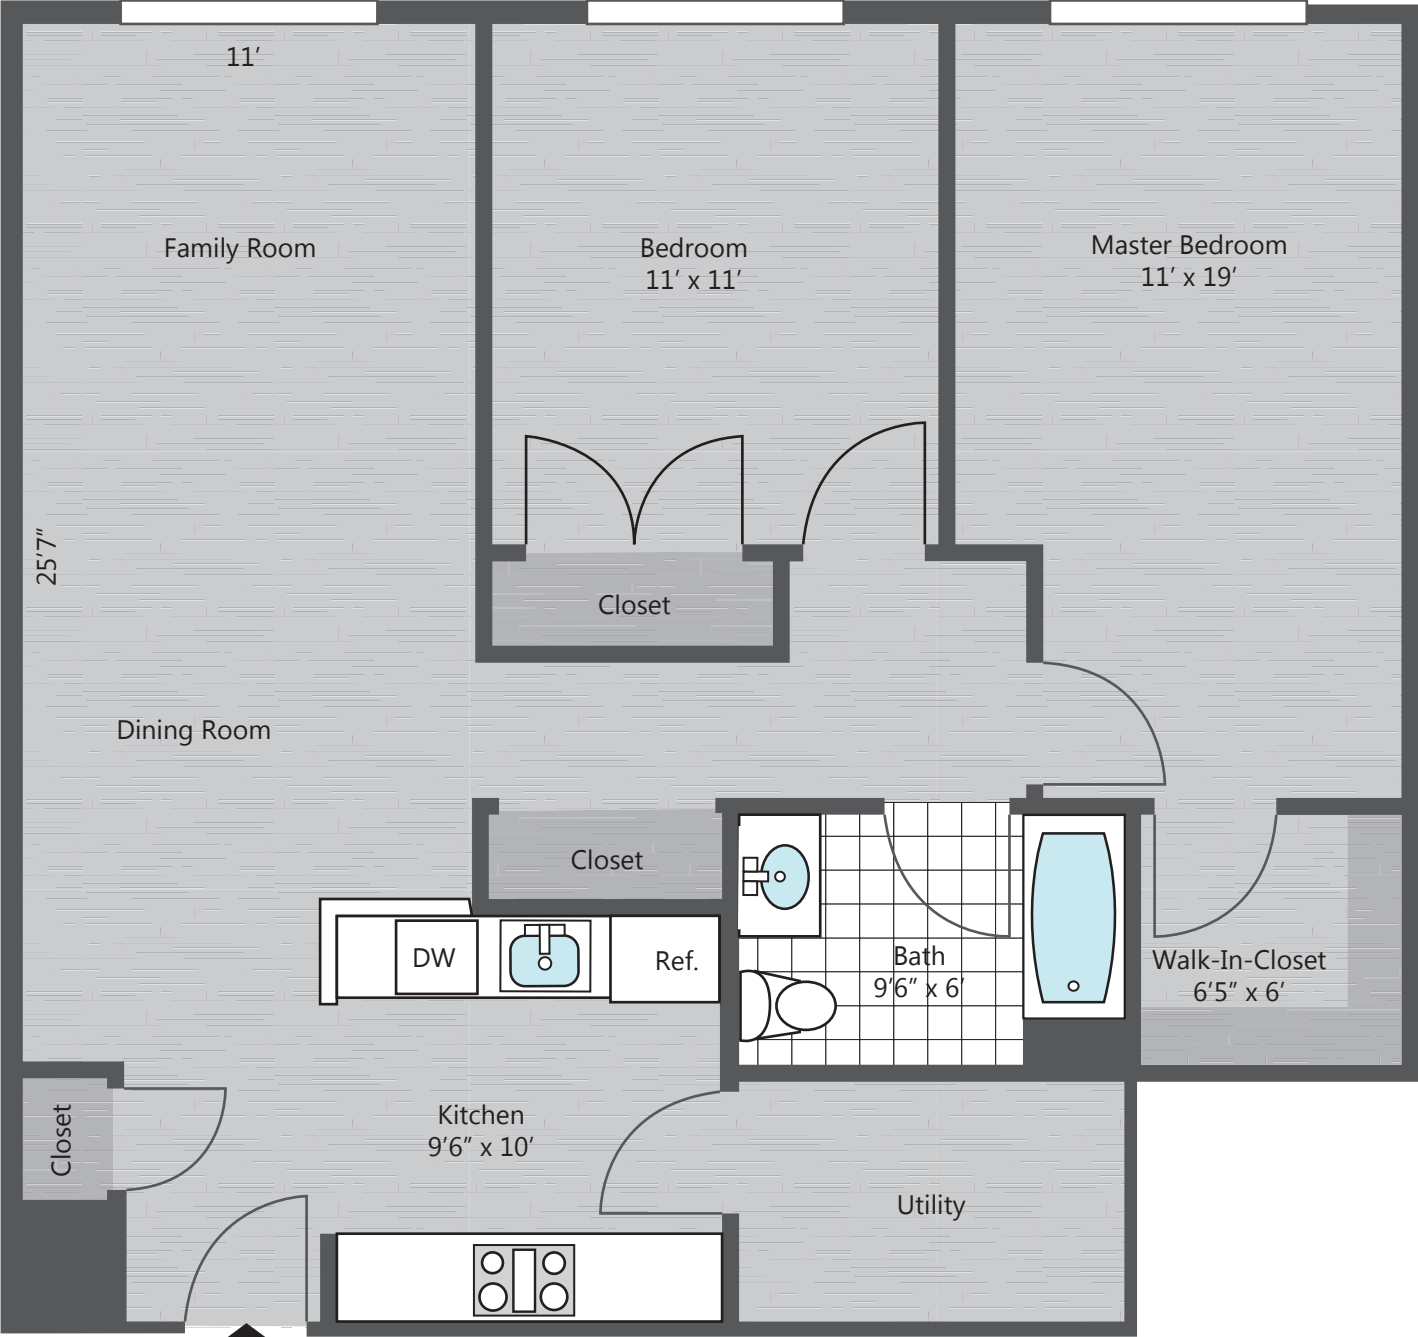 11′
Family Room
Bedroom
11′ x 11′
Master Bedroom
11′ x 19′
25′7″
Closet
Dining Room
Closet
DW
Ref.
Bath
9′6″ x 6′
Walk-In-Closet
6′5″ x 6′
Closet
Kitchen
9′6″ x 10′
Utility